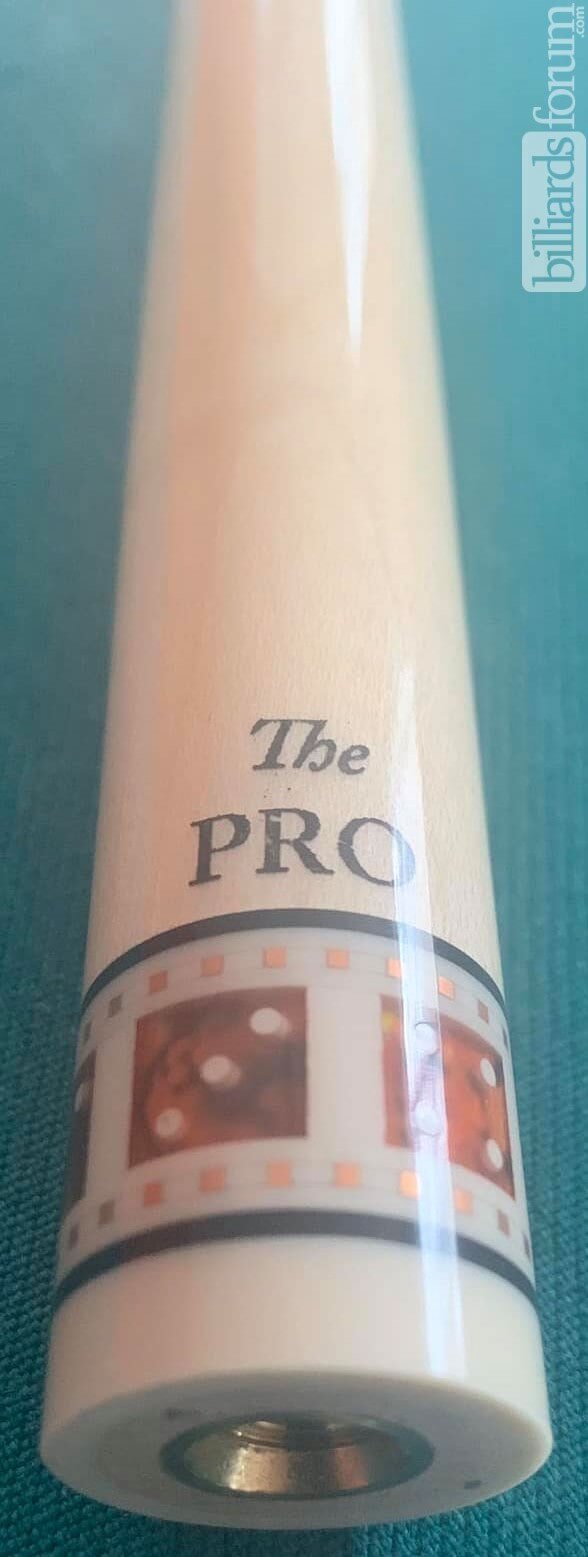 billiardsforum
.com
The
PRO